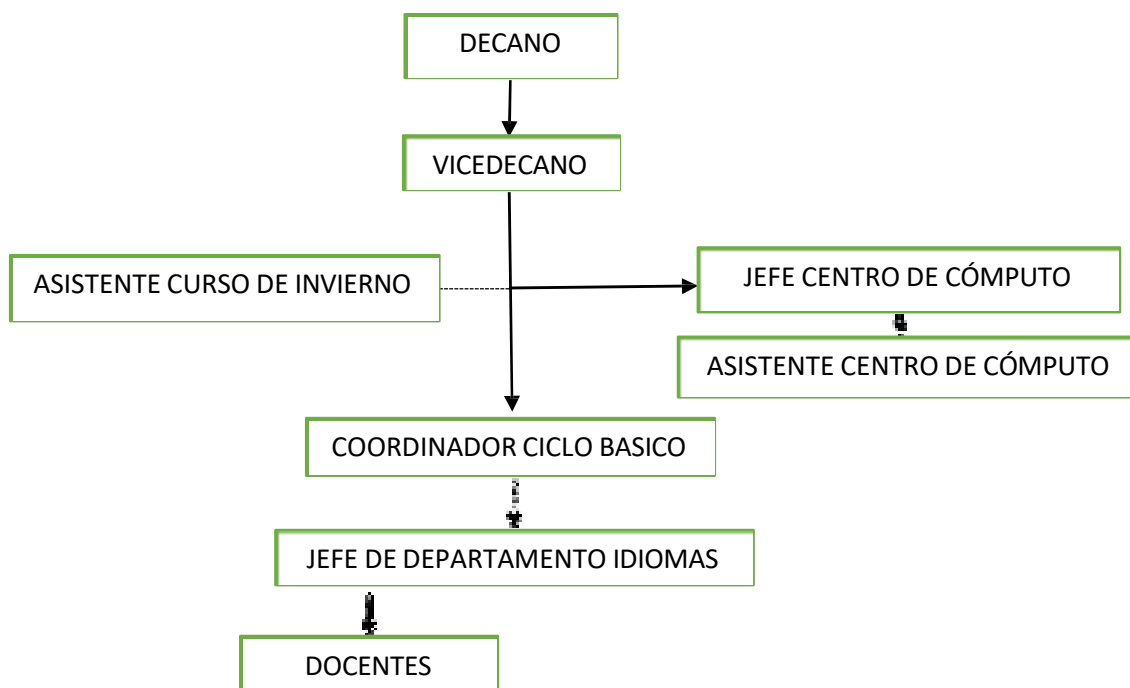 DECANO
VICEDECANO
ASISTENTE CURSO DE INVIERNO
JEFE CENTRO DE CÓMPUTO
ASISTENTE CENTRO DE CÓMPUTO
COORDINADOR CICLO BASICO
JEFE DE DEPARTAMENTO IDIOMAS
DOCENTES